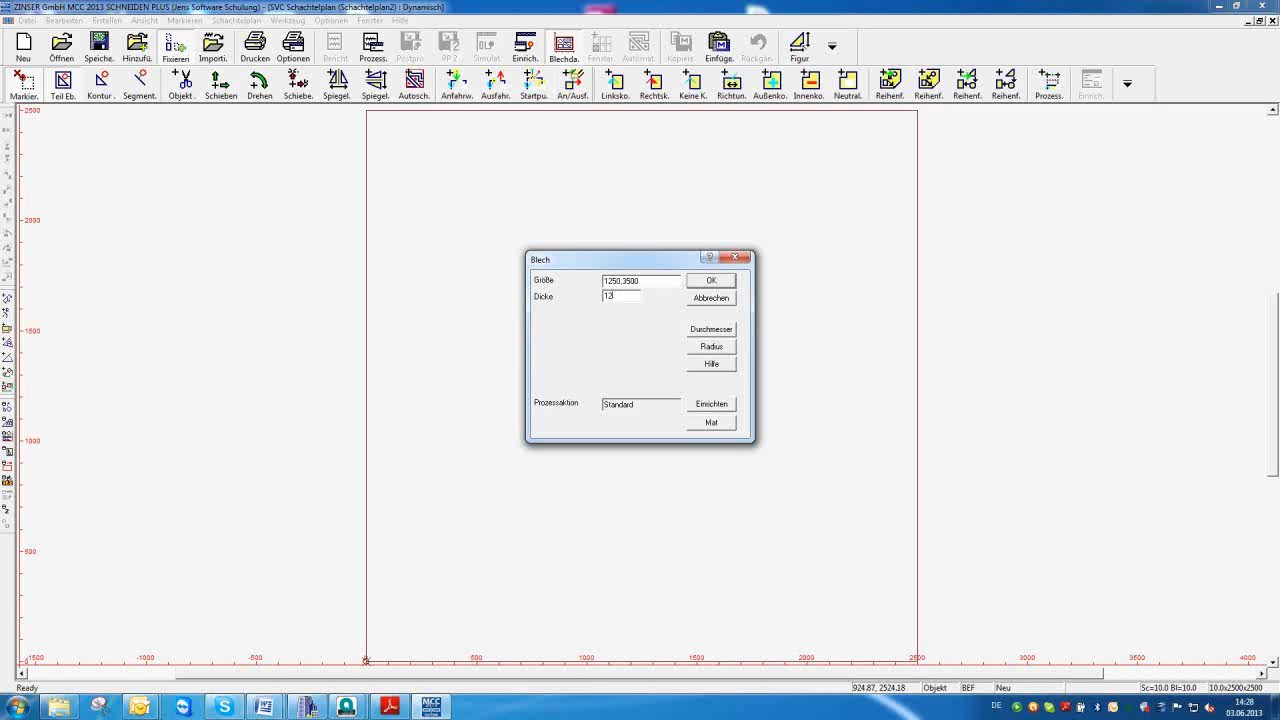 ZINSER GmbH MCC 2013 SCHNEIDEN PLUS (Jens Software Schulung) - [SVC Schachtelplan (Schachtelplan2) : Dynamisch]
Datei Bearbeiten Erstellen Ansicht Markieren Schachtelplan Werkzeug Optionen Fenster Hilfe
Neu Öffnen Speiche. Hinzufü. Fixieren Importi. Drucken Optionen Bericht Prozess. Postpro PP 2 Simulat. Einrich. Blechda. Fenster. Automat. Kopiere. Einfüge. Rückgän. Figur
Markier. Teil Eb. Kontur. Segment. Objekt. Schieben Drehen Schiebe. Spiegel. Spiegel. Autosch. Anfahrw. Ausfahr. Startpu. An/Ausf. Linksko. Rechtsk. Keine K. Richtun. Außenko. Innenko. Neutral. Reihenf. Reihenf. Reihenf. Reihenf. Prozess. Einrich.
2500
2000
Blech
Größe 1250,3500 OK
Dicke 12 Abbrechen
Durchmesser
1500
Radius
Hilfe
Prozessaktion Standard Einrichten
Mat
1000
500
-1500 -1000 -500 500 1000 1500 2000 2500 3000 3500 4000
Ready 924.87, 2524.18 Objekt BEF Neu Sc=10.0 Bl=10.0 10.0x2500x2500
DE 14:28
03.06.2013